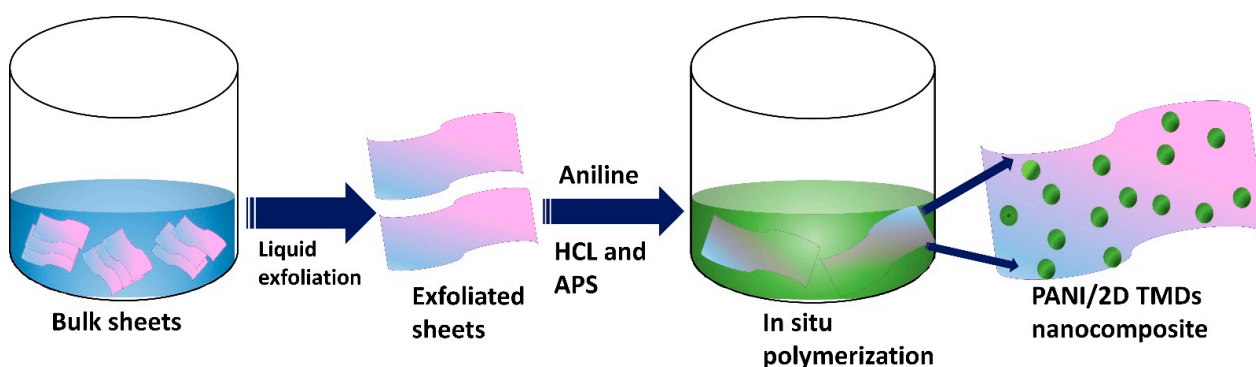 Bulk sheets
Liquid
exfoliation
Exfoliated
sheets
Aniline
HCL and
APS
In situ
polymerization
PANI/2D TMDs
nanocomposite